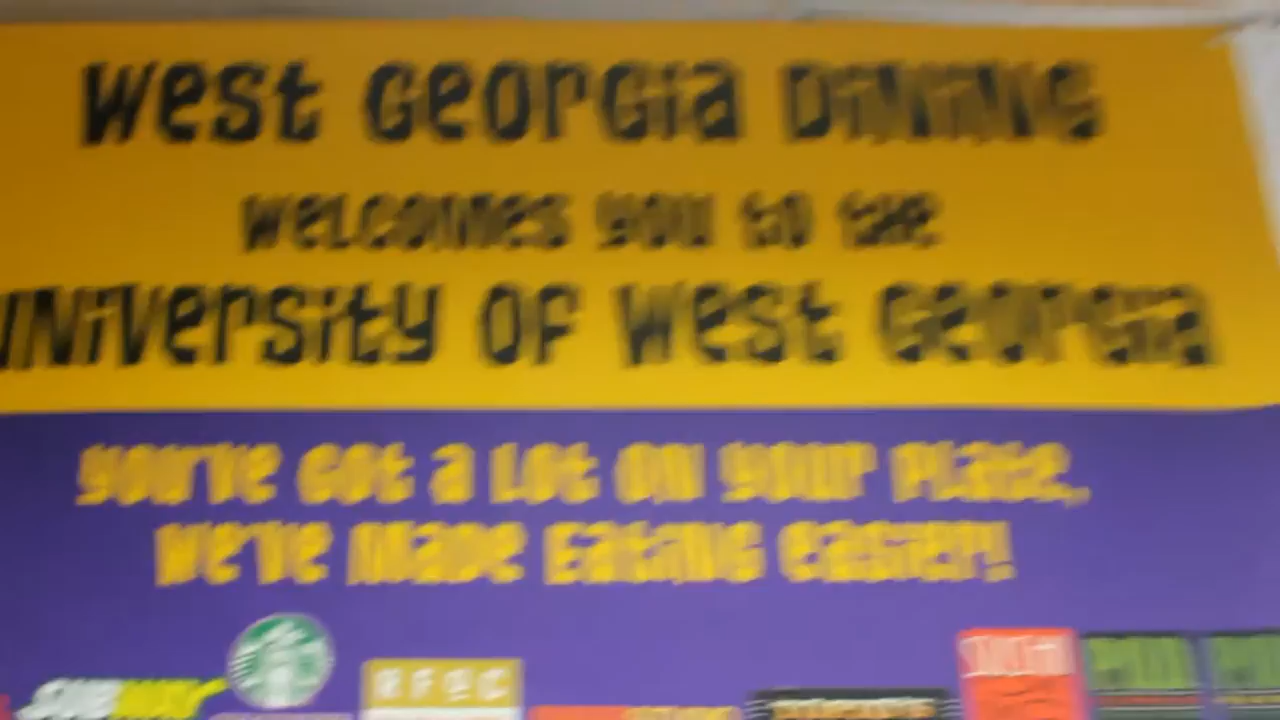 West Georgia Dining
Welcomes you to the
University of West Georgia
You've Got a Lot on your Plate,
We've Made Eating easier!
SUBWAY